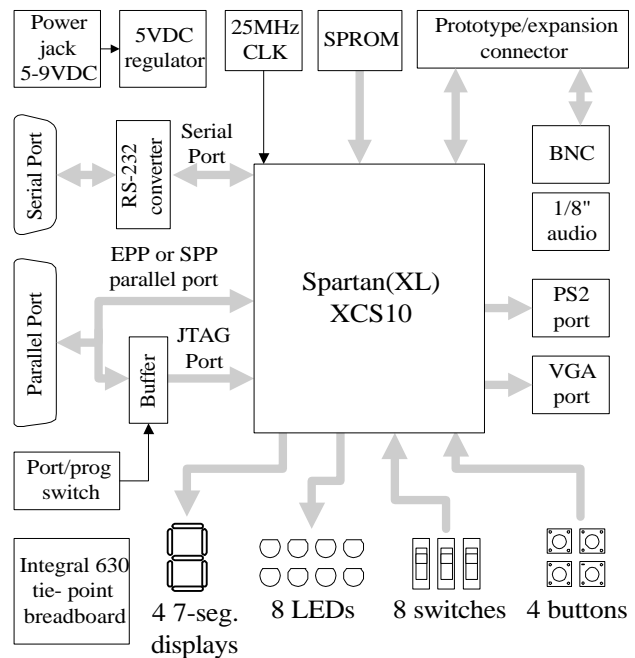 Power
jack
5-9VDC
5VDC
regulator
25MHz
CLK
SPROM
Prototype/expansion
connector
Serial Port
RS-232
converter
Serial
Port
BNC
1/8"
audio
Parallel Port
EPP or SPP
parallel port
Spartan(XL)
XCS10
PS2
port
Buffer
JTAG
Port
VGA
port
Port/prog
switch
Integral 630
tie- point
breadboard
4 7-seg.
displays
8 LEDs
8 switches
4 buttons